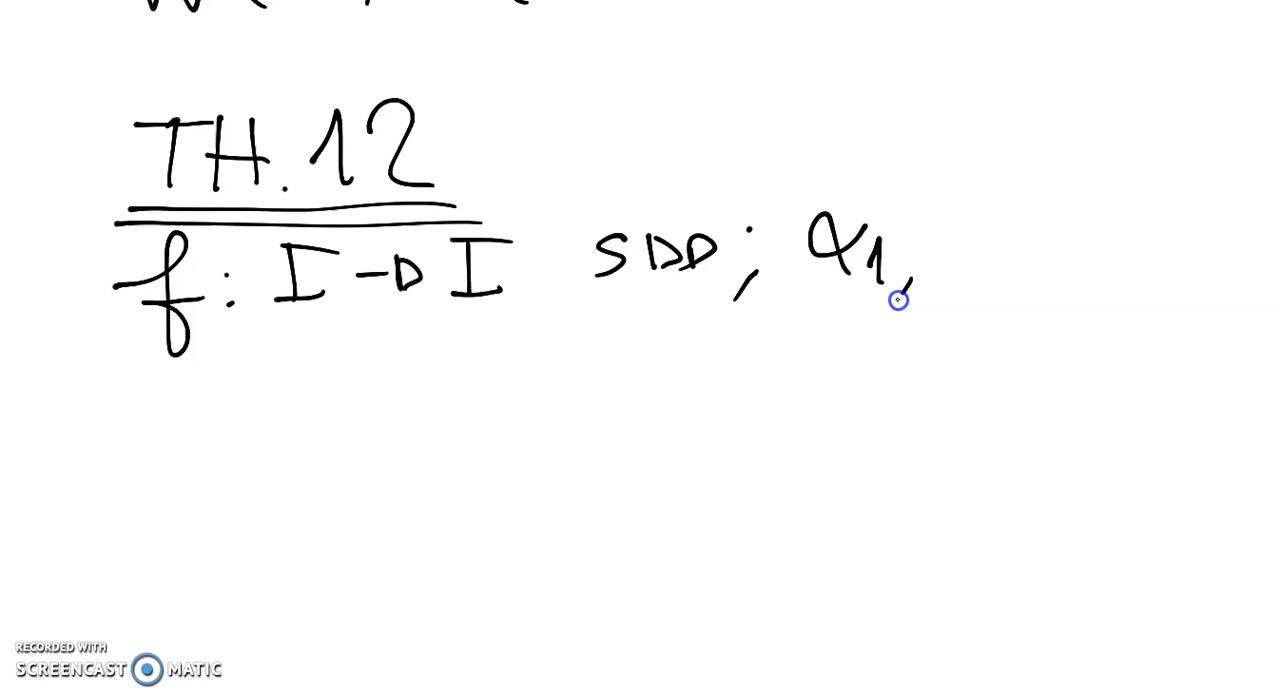 TH.12
f: I → I SDD; α1,
RECORDED WITH
SCREENCAST MATIC